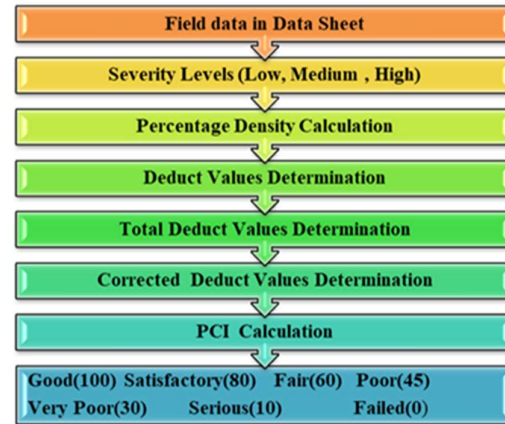 Field data in Data Sheet
Severity Levels (Low, Medium , High)
Percentage Density Calculation
Deduct Values Determination
Total Deduct Values Determination
Corrected Deduct Values Determination
PCI Calculation
Good(100) Satisfactory(80) Fair(60) Poor(45)
Very Poor(30) Serious(10) Failed(0)